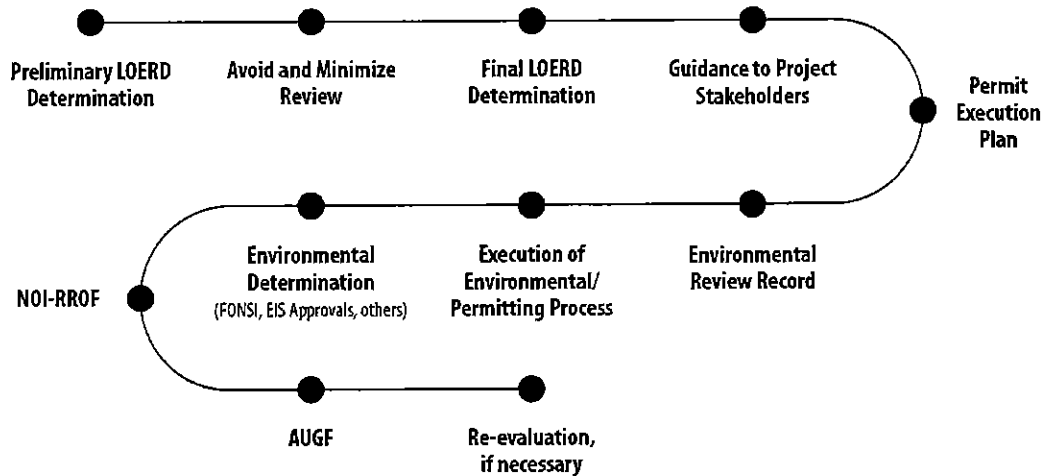 Preliminary LOERD
Determination
Avoid and Minimize
Review
Final LOERD
Determination
Guidance to Project
Stakeholders
Permit
Execution
Plan
Environmental
Review Record
Execution of
Environmental/
Permitting Process
Environmental
Determination
(FONSI, EIS Approvals, others)
NOI-RROF
AUGF
Re-evaluation,
if necessary